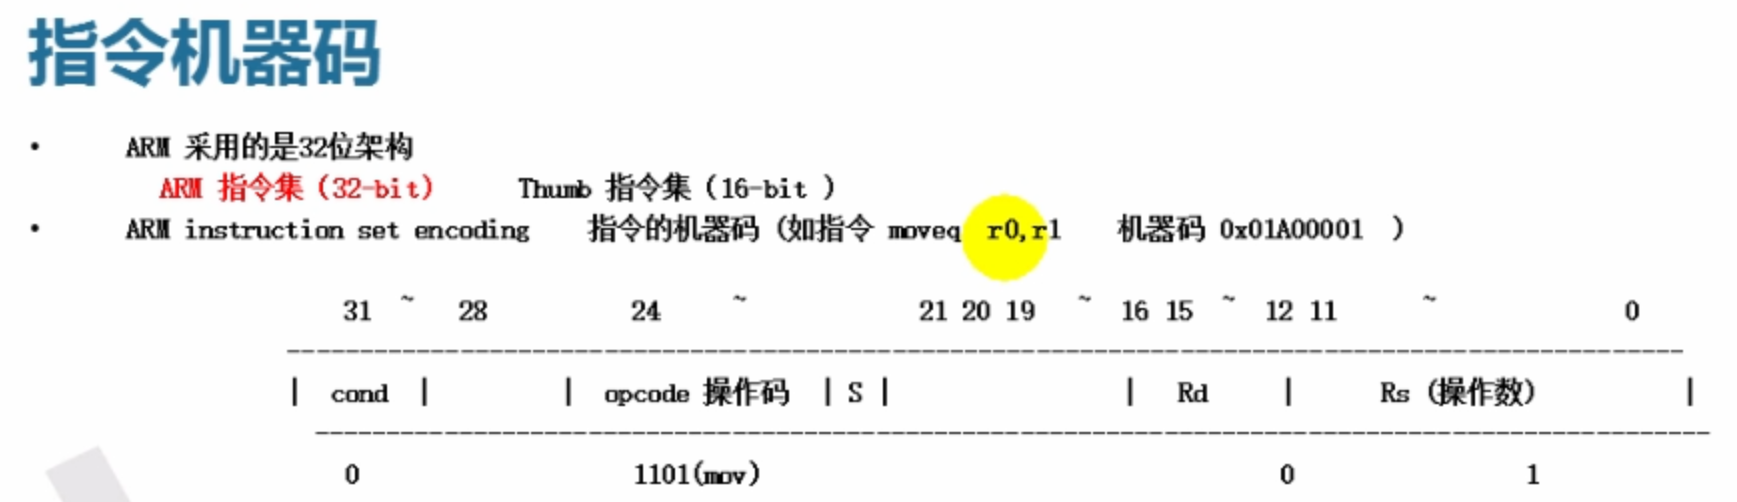 指令机器码
• ARM 采用的是32位架构
ARM 指令集（32-bit） Thumb 指令集（16-bit ）
• ARM instruction set encoding 指令的机器码（如指令 moveq r0,r1 机器码 0x01A00001 ）
31 ~ 28 24 ~ 21 20 19 ~ 16 15 ~ 12 11 ~ 0
------------------------------------------------------------
| cond | | opcode 操作码 | S | | Rd | Rs（操作数） |
------------------------------------------------------------
0 1101(mov) 0 1